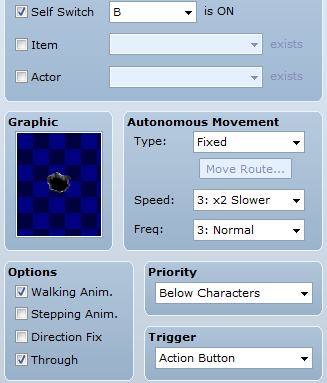 Self Switch B is ON
Item exists
Actor exists
Graphic
Autonomous Movement
Type: Fixed
Move Route...
Speed: 3: x2 Slower
Freq: 3: Normal
Options
Walking Anim.
Stepping Anim.
Direction Fix
Through
Priority
Below Characters
Trigger
Action Button